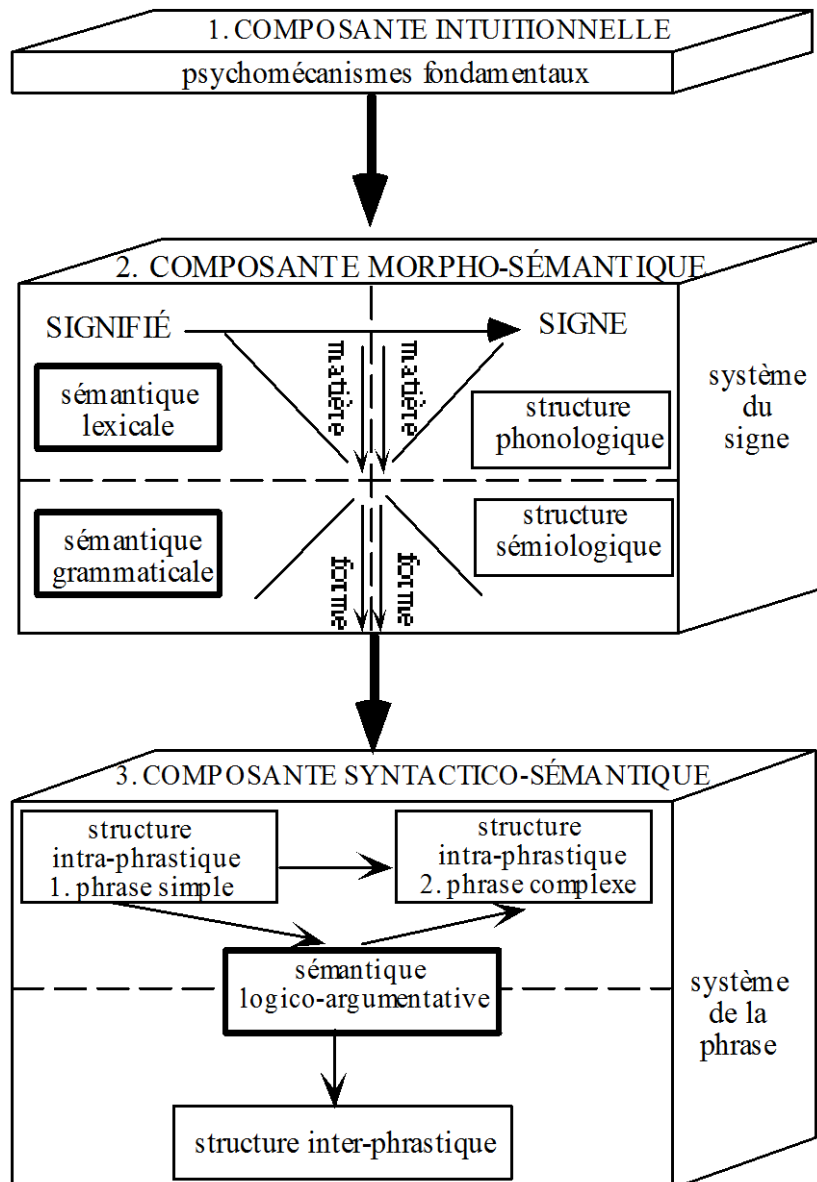 1. COMPOSANTE INTUITIONNELLE
psychomécanismes fondamentaux
2. COMPOSANTE MORPHO-SÉMANTIQUE
SIGNIFIÉ
SIGNE
matière
matière
sémantique
lexicale
structure
phonologique
système
du
signe
sémantique
grammaticale
structure
sémiologique
forme
forme
3. COMPOSANTE SYNTACTICO-SÉMANTIQUE
structure
intra-phrastique
1. phrase simple
structure
intra-phrastique
2. phrase complexe
sémantique
logico-argumentative
système
de la
phrase
structure inter-phrastique